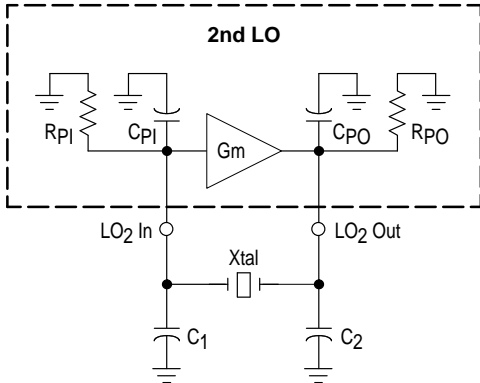 2nd LO
RPI
CPI
Gm
CPO
RPO
LO2 In
LO2 Out
Xtal
C1
C2